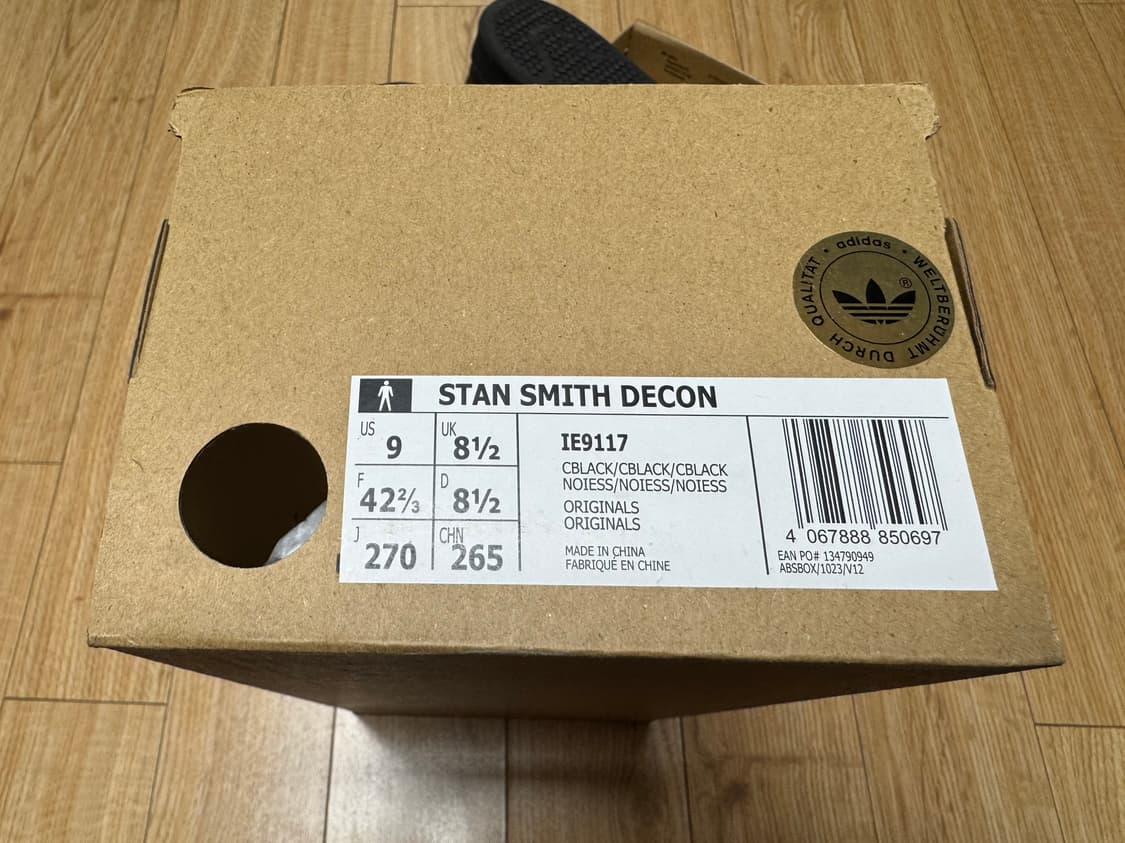 adidas • WELTBERÜHMT DURCH QUALITÄT •
®
STAN SMITH DECON
US 9
UK 8½
F 42⅔
D 8½
J 270
CHN 265
IE9117
CBLACK/CBLACK/CBLACK
NOIESS/NOIESS/NOIESS
ORIGINALS
ORIGINALS
MADE IN CHINA
FABRIQUÉ EN CHINE
4 067888 850697
EAN PO# 134790949
ABSBOX/1023/V12